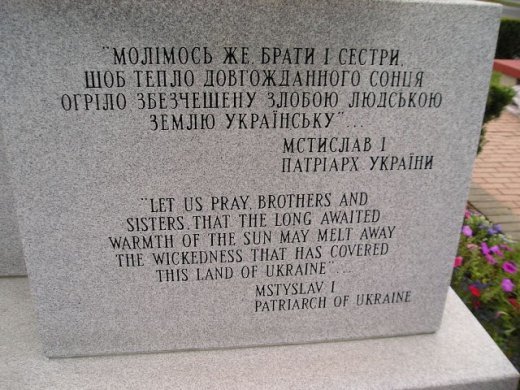 "МОЛІМОСЬ ЖЕ, БРАТИ І СЕСТРИ,
ЩОБ ТЕПЛО ДОВГОЖДАННОГО СОНЦЯ
ОГРІЛО ЗБЕЗЧЕЩЕНУ ЗЛОБОЮ ЛЮДСЬКОЮ
ЗЕМЛЮ УКРАЇНСЬКУ"...
МСТИСЛАВ І
ПАТРІАРХ УКРАЇНИ
"LET US PRAY, BROTHERS AND
SISTERS, THAT THE LONG AWAITED
WARMTH OF THE SUN MAY MELT AWAY
THE WICKEDNESS THAT HAS COVERED
THIS LAND OF UKRAINE"...
MSTYSLAV I
PATRIARCH OF UKRAINE